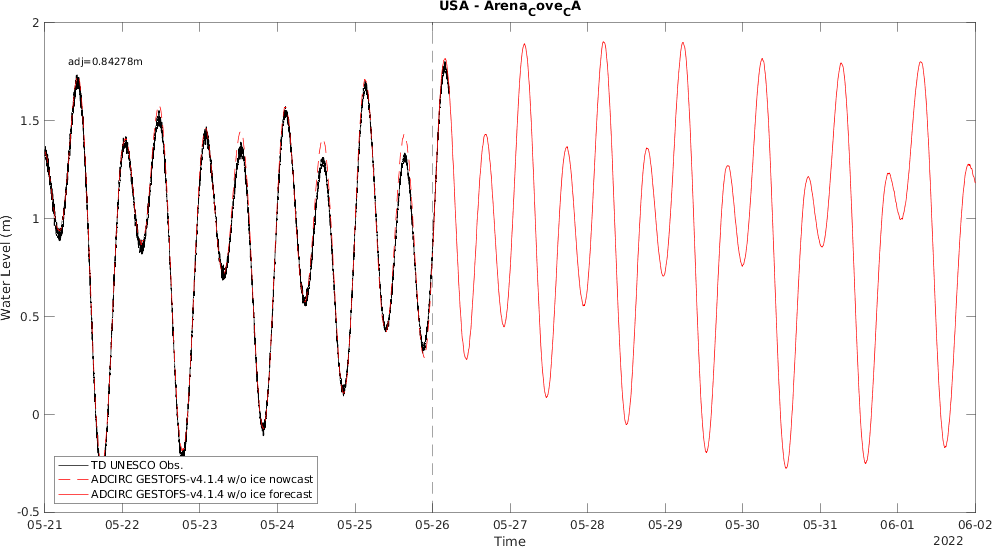 USA - ArenaCoveCA
adj=0.84278m
2
1.5
1
0.5
0
-0.5
Water Level (m)
TD UNESCO Obs.
ADCIRC GESTOFS-v4.1.4 w/o ice nowcast
ADCIRC GESTOFS-v4.1.4 w/o ice forecast
05-21 05-22 05-23 05-24 05-25 05-26 05-27 05-28 05-29 05-30 05-31 06-01 06-02
Time
2022